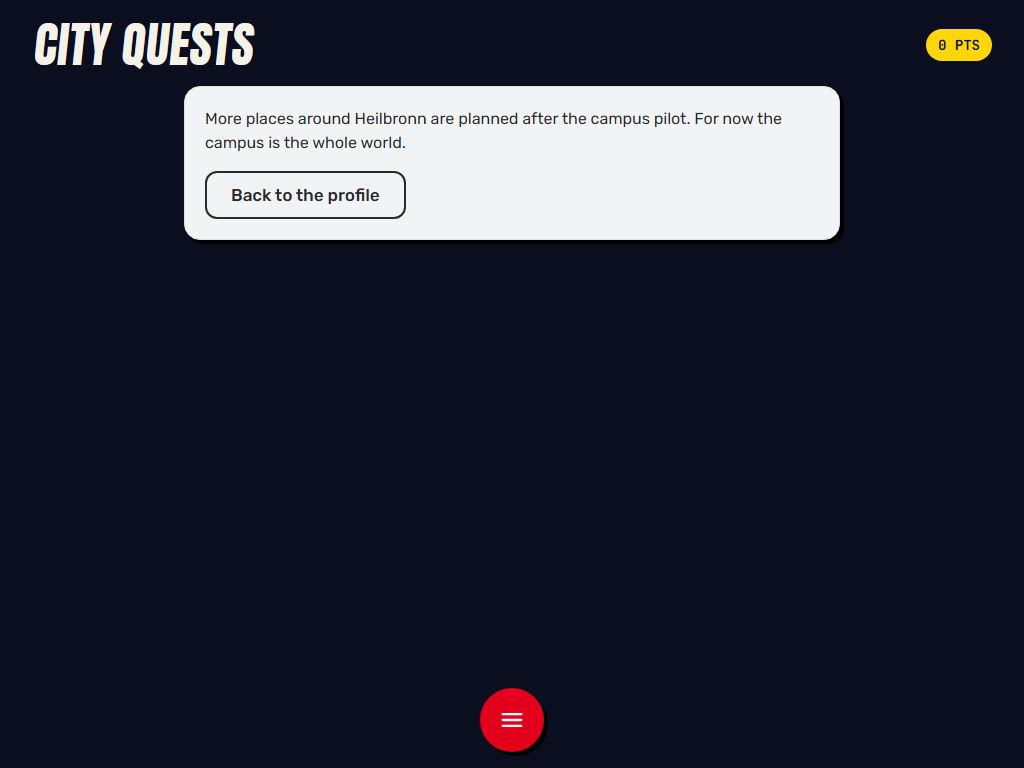 CITY QUESTS
0 PTS
More places around Heilbronn are planned after the campus pilot. For now the
campus is the whole world.
Back to the profile